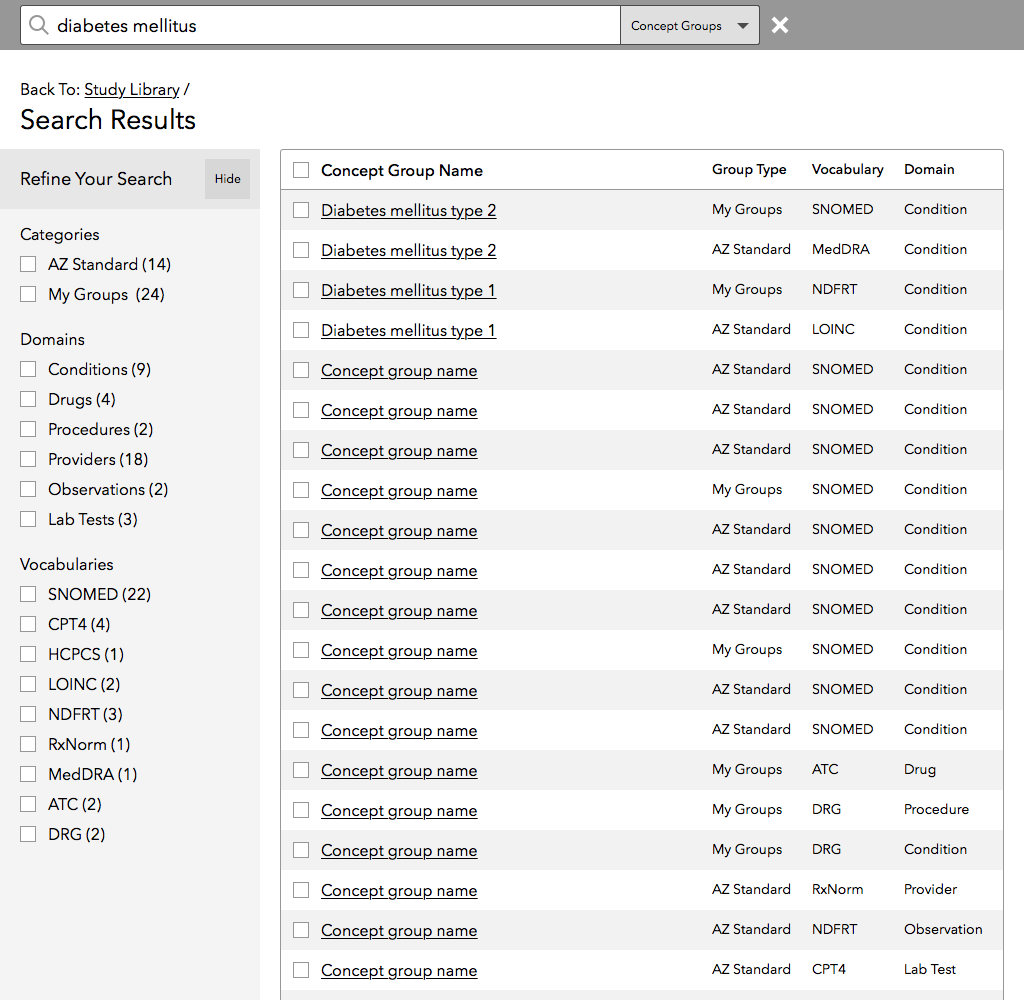 diabetes mellitus Concept Groups
Back To: Study Library /
Search Results
Refine Your Search Hide
Categories
AZ Standard (14)
My Groups (24)
Domains
Conditions (9)
Drugs (4)
Procedures (2)
Providers (18)
Observations (2)
Lab Tests (3)
Vocabularies
SNOMED (22)
CPT4 (4)
HCPCS (1)
LOINC (2)
NDFRT (3)
RxNorm (1)
MedDRA (1)
ATC (2)
DRG (2)
Concept Group Name Group Type Vocabulary Domain
Diabetes mellitus type 2 My Groups SNOMED Condition
Diabetes mellitus type 2 AZ Standard MedDRA Condition
Diabetes mellitus type 1 My Groups NDFRT Condition
Diabetes mellitus type 1 AZ Standard LOINC Condition
Concept group name AZ Standard SNOMED Condition
Concept group name AZ Standard SNOMED Condition
Concept group name AZ Standard SNOMED Condition
Concept group name My Groups SNOMED Condition
Concept group name AZ Standard SNOMED Condition
Concept group name AZ Standard SNOMED Condition
Concept group name AZ Standard SNOMED Condition
Concept group name My Groups SNOMED Condition
Concept group name AZ Standard SNOMED Condition
Concept group name AZ Standard SNOMED Condition
Concept group name My Groups ATC Drug
Concept group name My Groups DRG Procedure
Concept group name My Groups DRG Condition
Concept group name AZ Standard RxNorm Provider
Concept group name AZ Standard NDFRT Observation
Concept group name AZ Standard CPT4 Lab Test